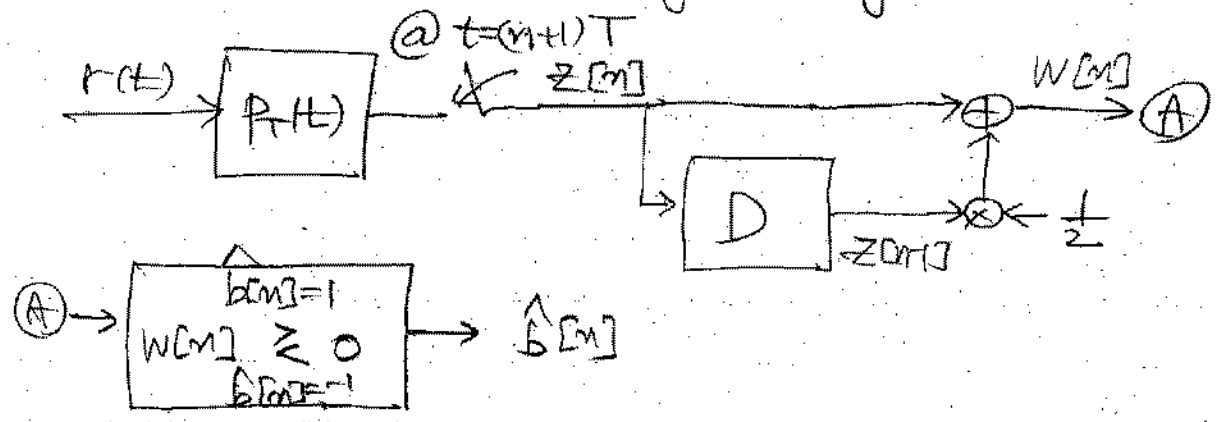 @ t=(n+1)T
r(t)
P_T(t)
Z[n]
+
W[n]
A
D
Z[n-1]
×
1/2
A
b̂[n]=1
W[n] ≷ 0
b̂[n]=-1
b̂[n]